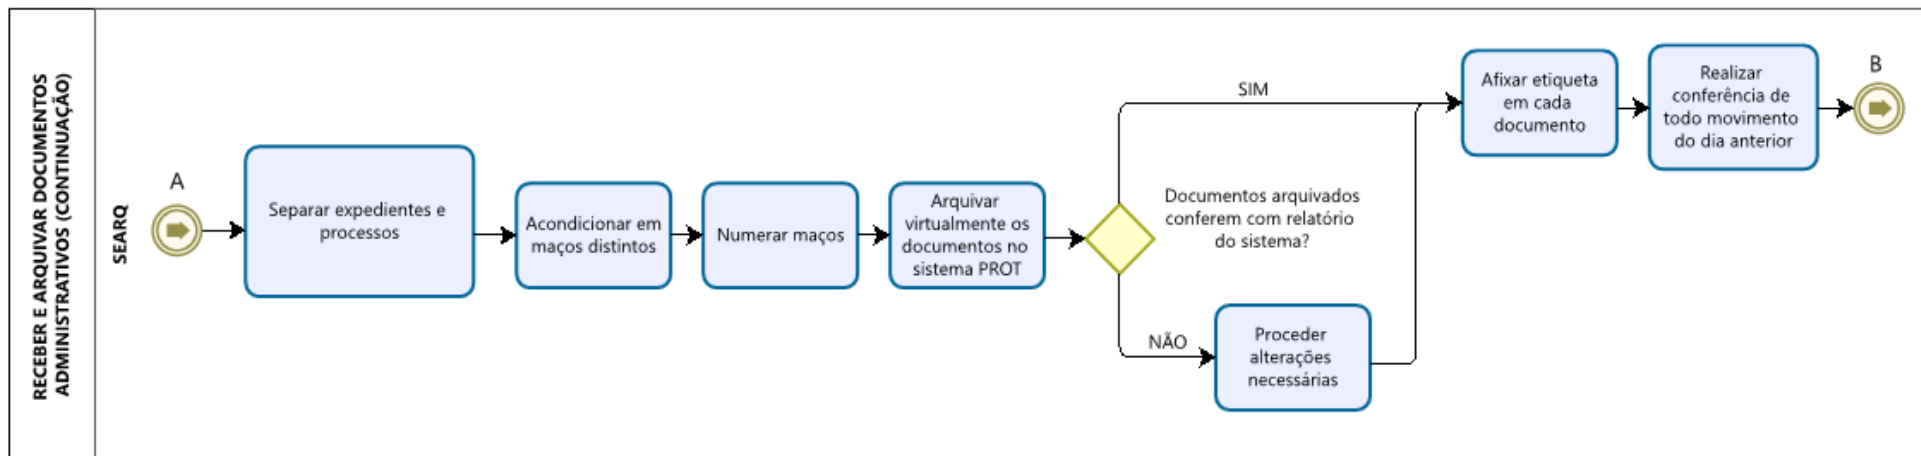 RECEBER E ARQUIVAR DOCUMENTOS
ADMINISTRATIVOS (CONTINUAÇÃO)
SEARQ
A
Separar expedientes e
processos
Acondicionar em
maços distintos
Numerar maços
Arquivar
virtualmente os
documentos no
sistema PROT
Documentos arquivados
conferem com relatório
do sistema?
SIM
NÃO
Proceder
alterações
necessárias
Afixar etiqueta
em cada
documento
Realizar
conferência de
todo movimento
do dia anterior
B